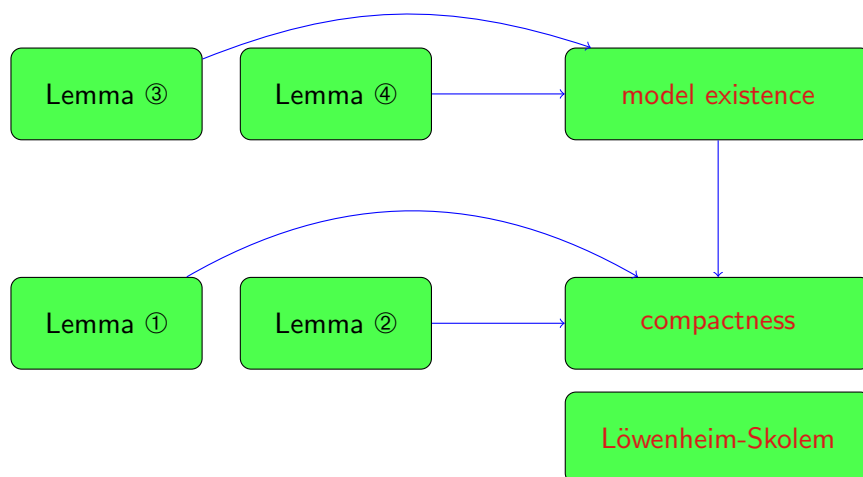 Lemma ③
Lemma ④
model existence
Lemma ①
Lemma ②
compactness
Löwenheim-Skolem